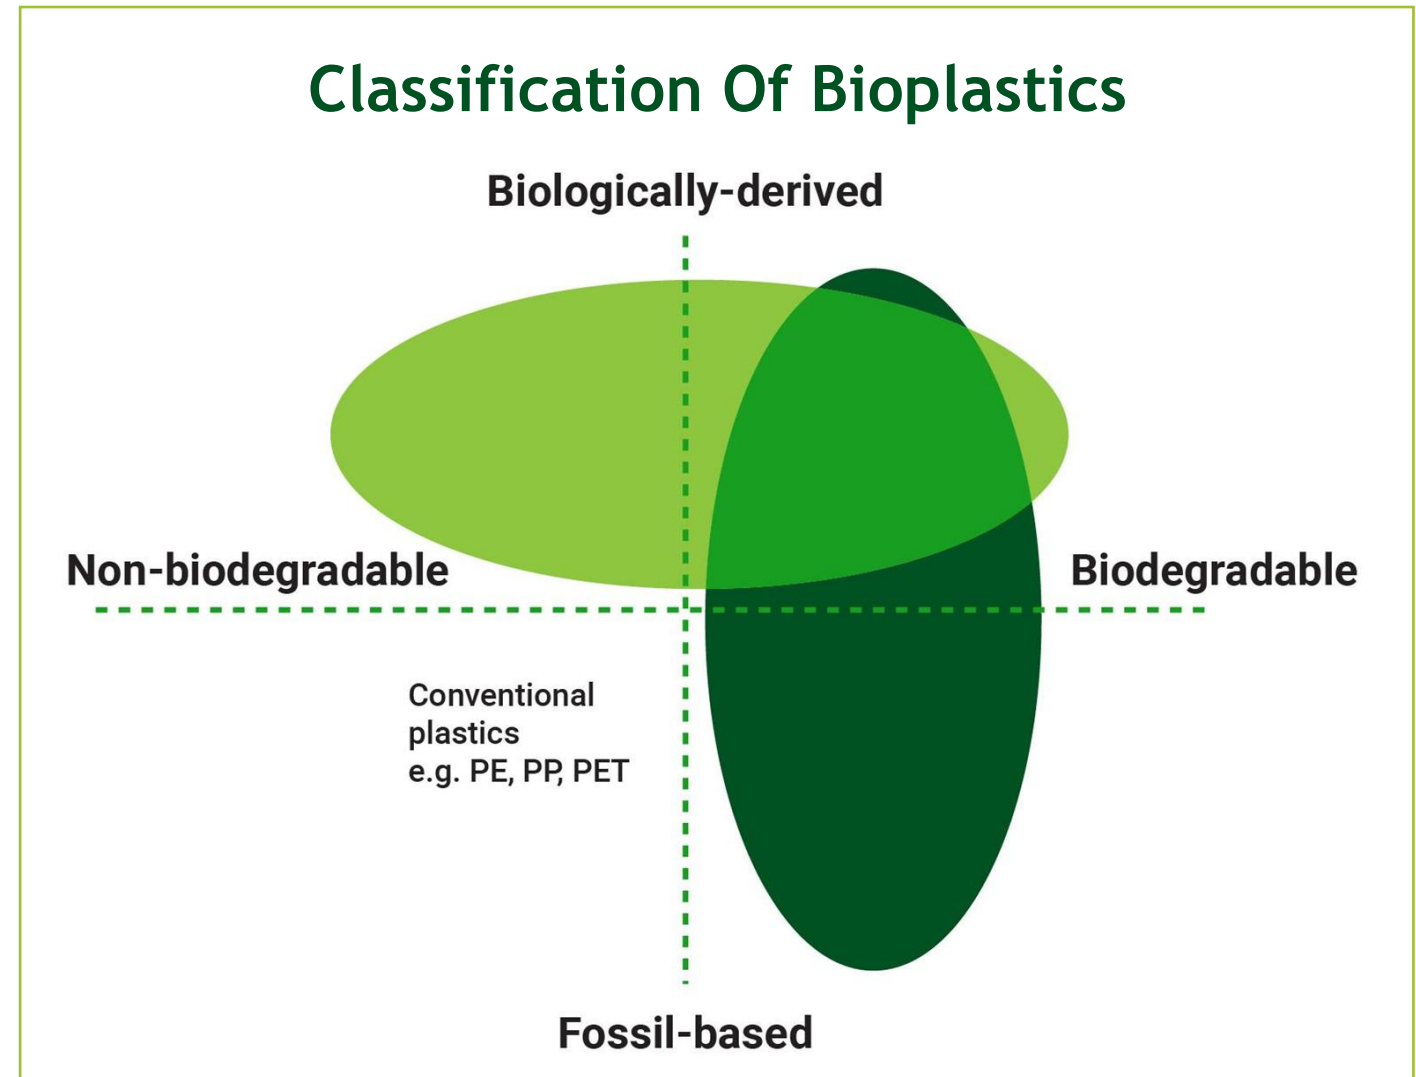 Classification Of Bioplastics
Biologically-derived
Non-biodegradable
Biodegradable
Conventional
plastics
e.g. PE, PP, PET
Fossil-based